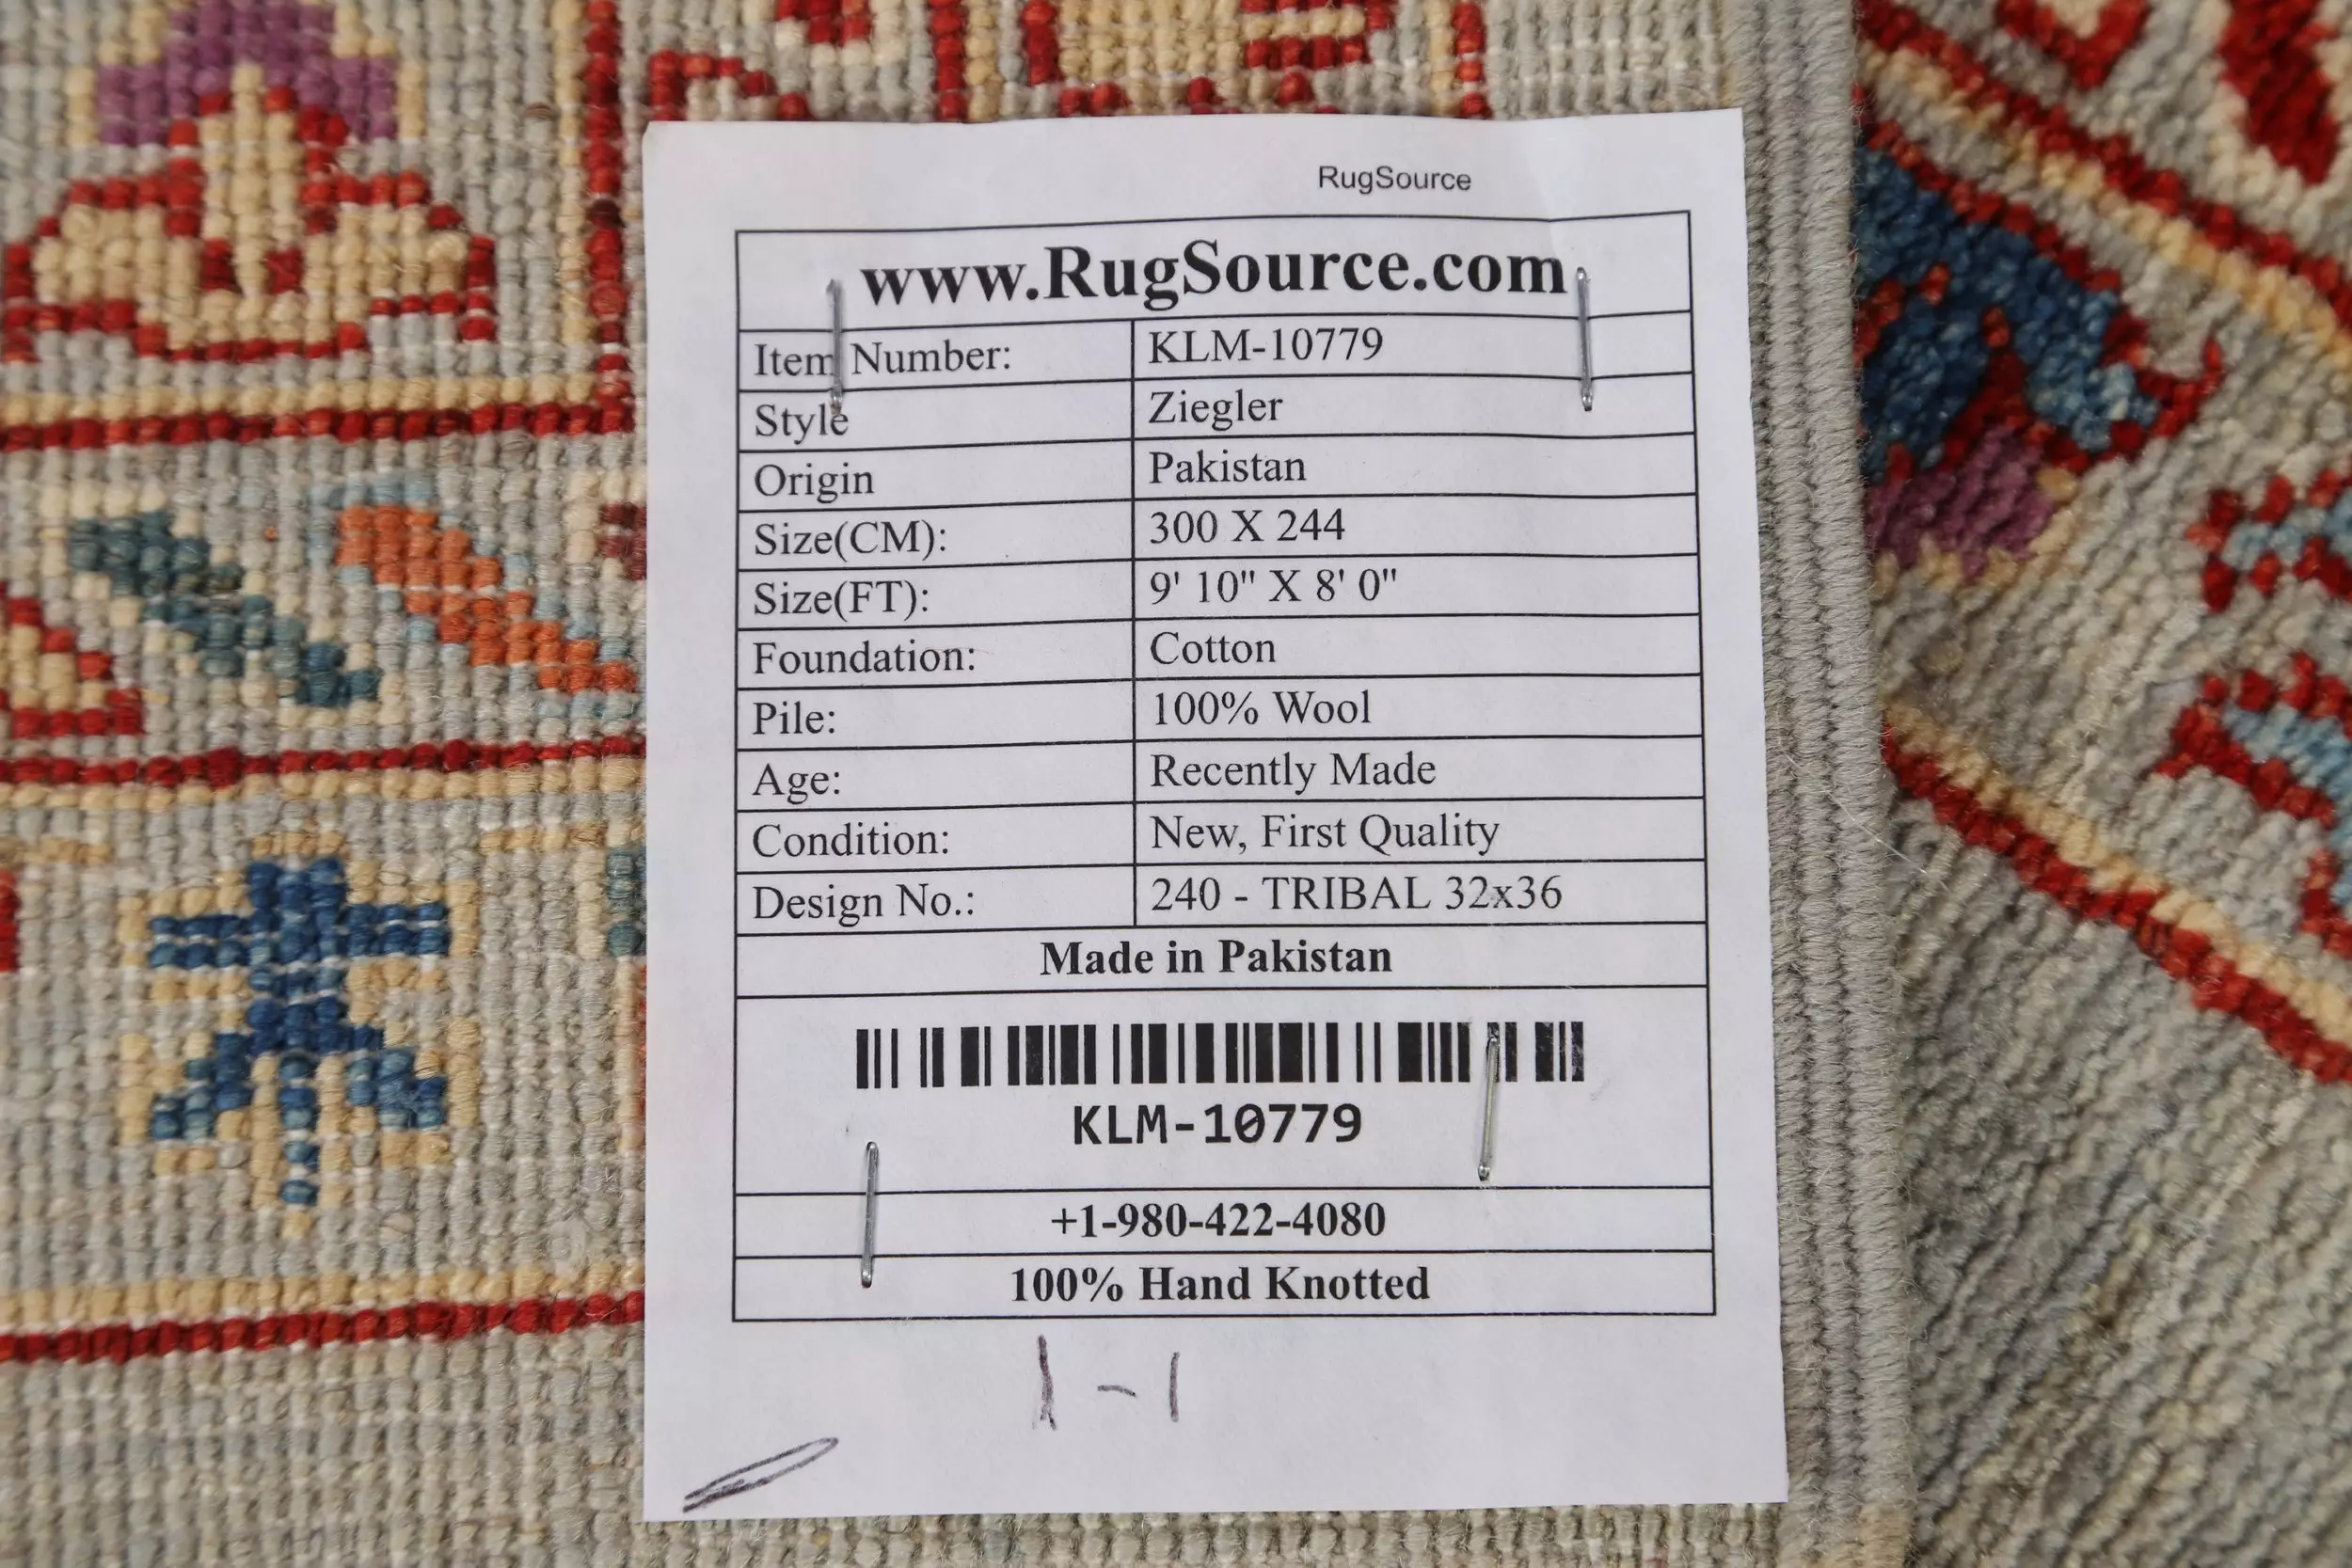 RugSource
www.RugSource.com
Item Number: KLM-10779
Style Ziegler
Origin Pakistan
Size(CM): 300 X 244
Size(FT): 9' 10" X 8' 0"
Foundation: Cotton
Pile: 100% Wool
Age: Recently Made
Condition: New, First Quality
Design No.: 240 - TRIBAL 32x36
Made in Pakistan
KLM-10779
+1-980-422-4080
100% Hand Knotted
1-1